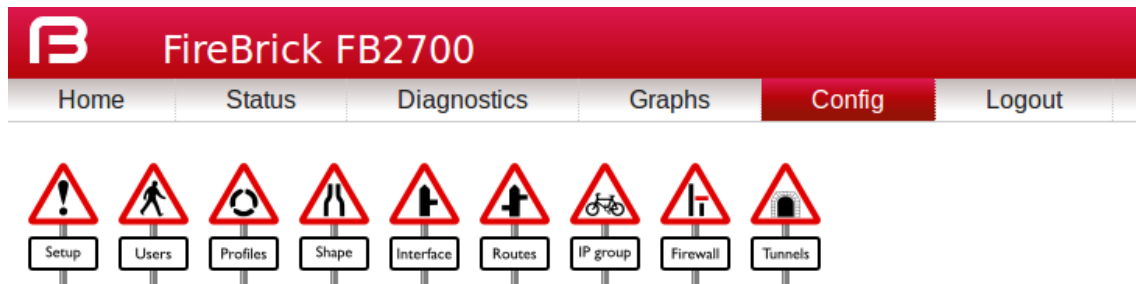 FireBrick FB2700
Home Status Diagnostics Graphs Config Logout
Setup Users Profiles Shape Interface Routes IP group Firewall Tunnels